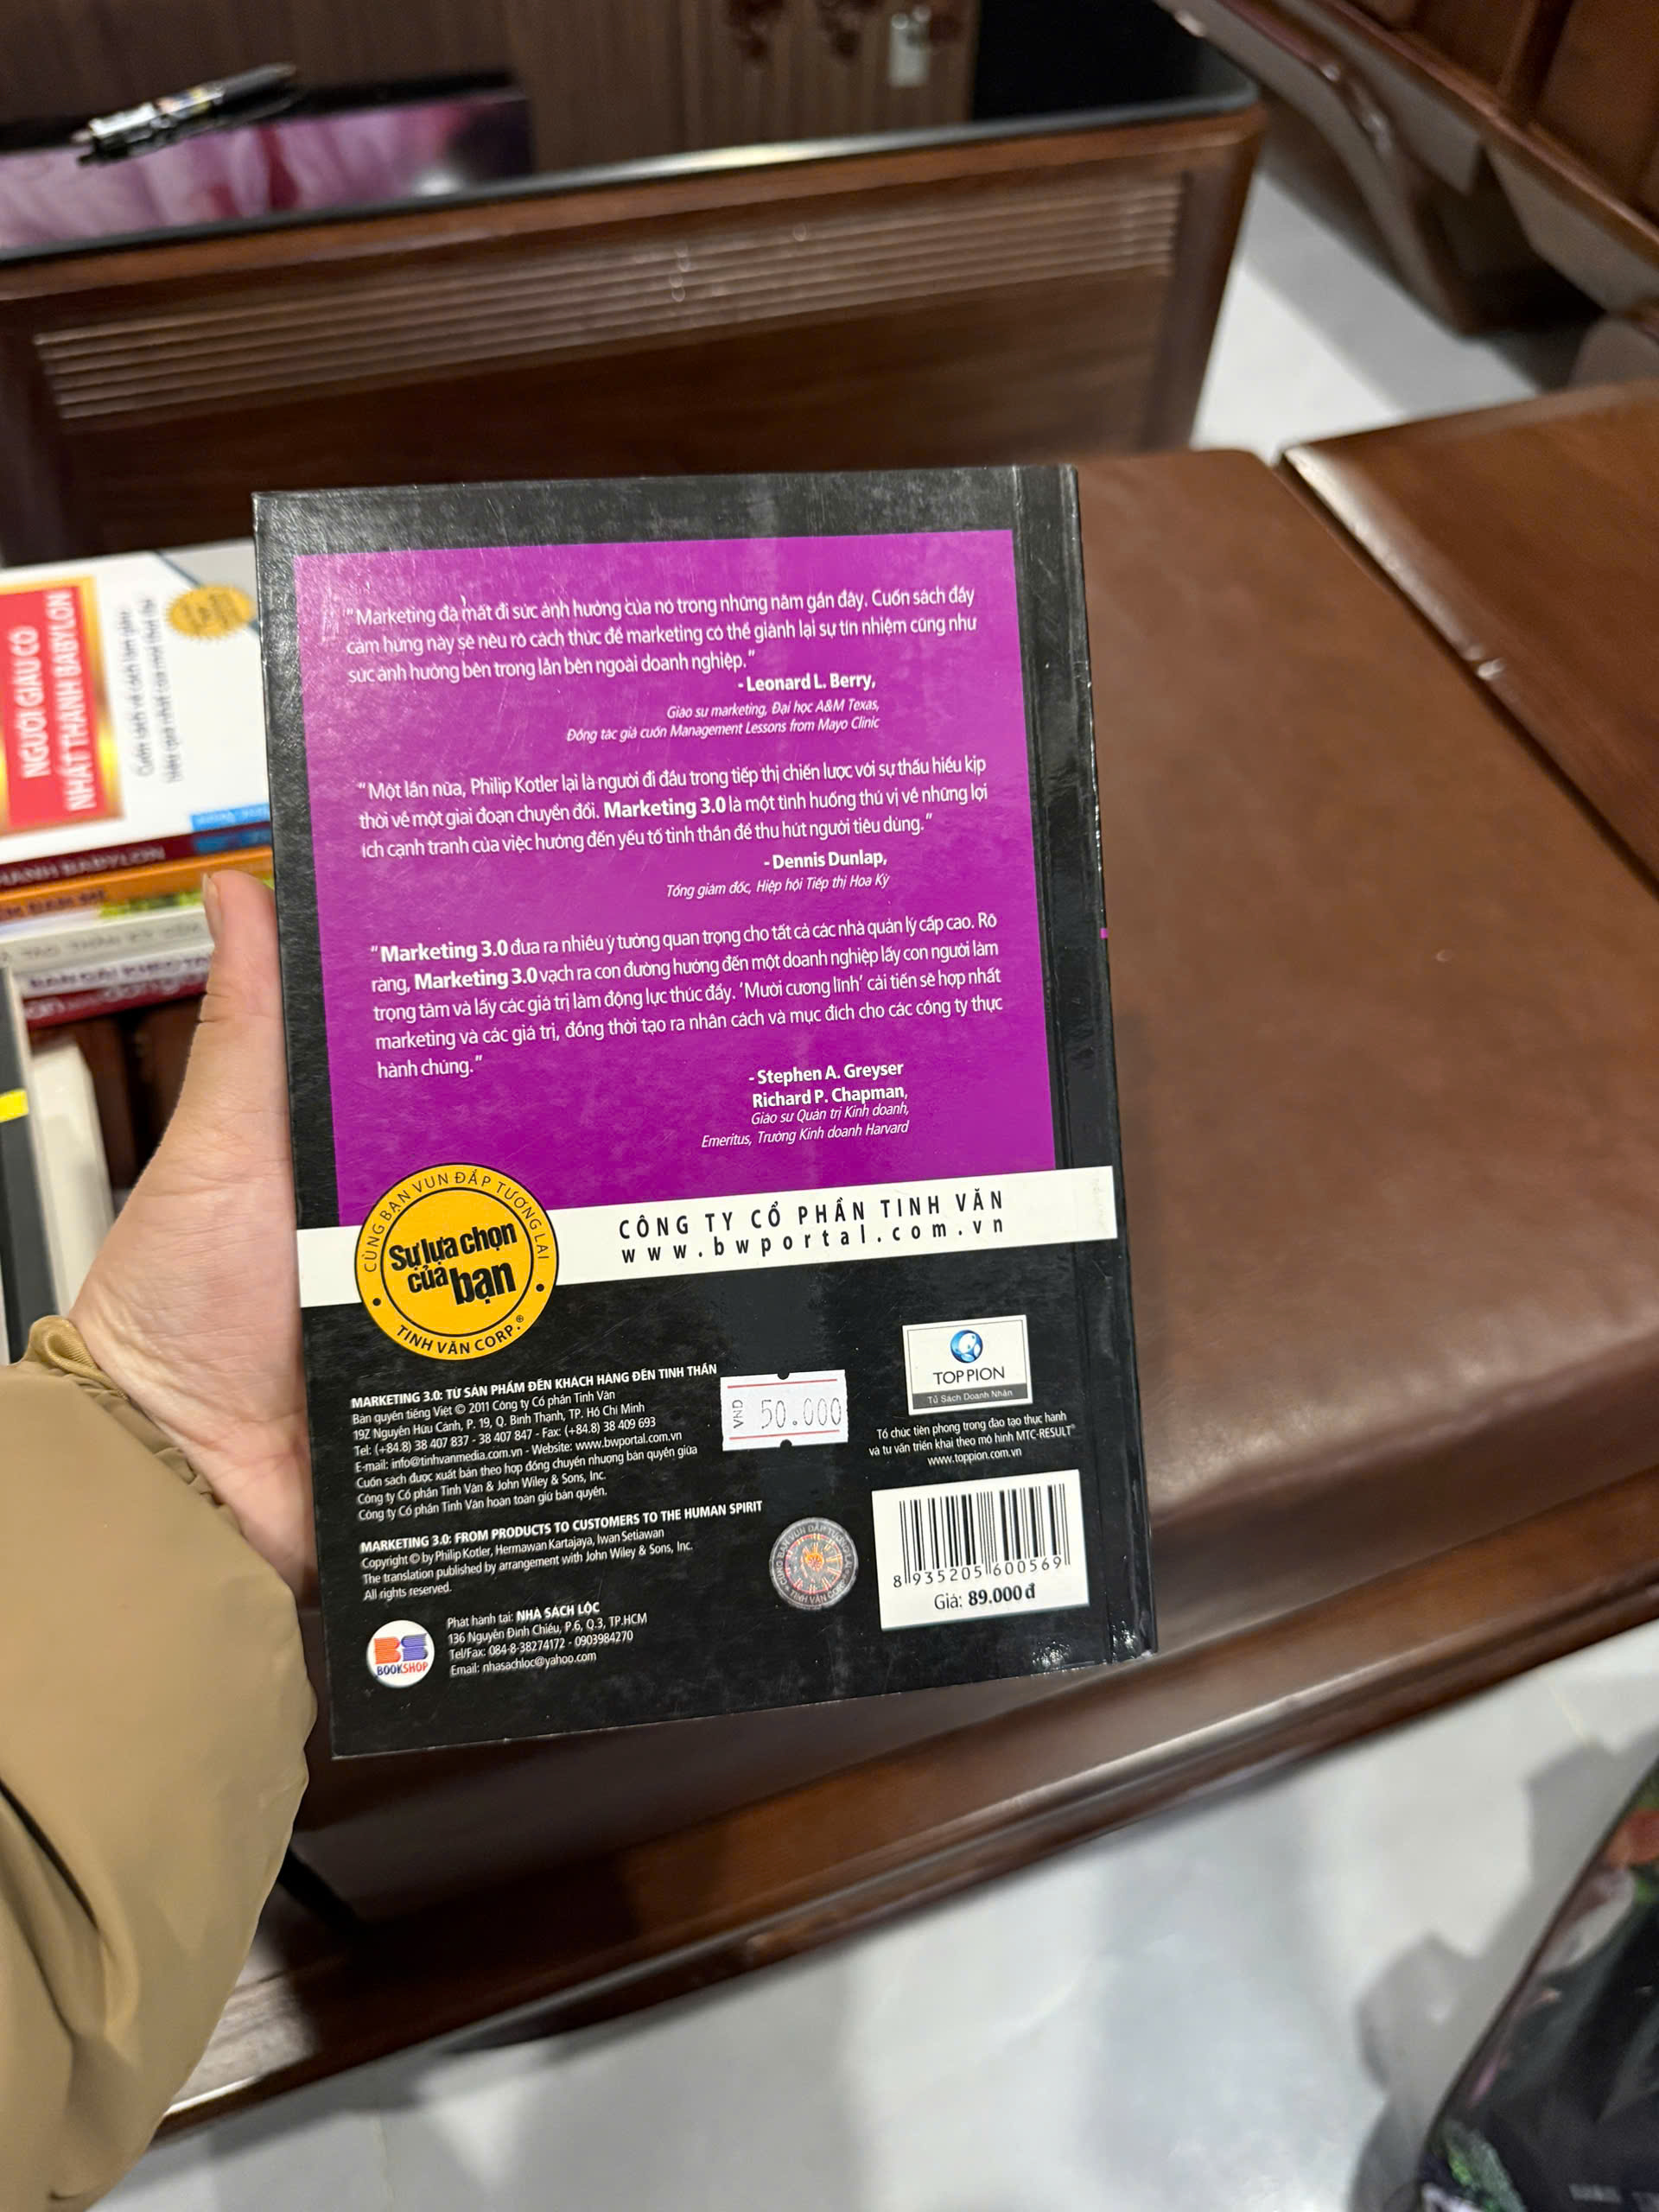 NGƯỜI GIÀU CÓ
NHẤT THÀNH BABYLON
"Marketing đã mất đi sức ảnh hưởng của nó trong những năm gần đây. Cuốn sách đầy
cảm hứng này sẽ nêu rõ cách thức để marketing có thể giành lại sự tín nhiệm cũng như
sức ảnh hưởng bên trong lẫn bên ngoài doanh nghiệp."
- Leonard L. Berry,
Giáo sư marketing, Đại học A&M Texas,
Đồng tác giả cuốn Management Lessons from Mayo Clinic
"Một lần nữa, Philip Kotler lại là người đi đầu trong tiếp thị chiến lược với sự thấu hiểu kịp
thời về một giai đoạn chuyển đổi. Marketing 3.0 là một tình huống thú vị về những lợi
ích cạnh tranh của việc hướng đến yếu tố tinh thần để thu hút người tiêu dùng."
- Dennis Dunlap,
Tổng giám đốc, Hiệp hội Tiếp thị Hoa Kỳ
"Marketing 3.0 đưa ra nhiều ý tưởng quan trọng cho tất cả các nhà quản lý cấp cao. Rõ
ràng, Marketing 3.0 vạch ra con đường hướng đến một doanh nghiệp lấy con người làm
trọng tâm và lấy các giá trị làm động lực thúc đẩy. 'Mười cương lĩnh' cải tiến sẽ hợp nhất
marketing và các giá trị, đồng thời tạo ra nhân cách và mục đích cho các công ty thực
hành chúng."
- Stephen A. Greyser
Richard P. Chapman,
Giáo sư Quản trị Kinh doanh,
Emeritus, Trường Kinh doanh Harvard
CÙNG BẠN VUN ĐẮP TƯƠNG LAI
Sự lựa chọn
của bạn
TINH VĂN CORP.®
CÔNG TY CỔ PHẦN TINH VĂN
www.bwportal.com.vn
MARKETING 3.0: TỪ SẢN PHẨM ĐẾN KHÁCH HÀNG ĐẾN TINH THẦN
Bản quyền tiếng Việt © 2011 Công ty Cổ phần Tinh Văn
19Z Nguyễn Hữu Cảnh, P. 19, Q. Bình Thạnh, TP. Hồ Chí Minh
Tel: (+84.8) 38 407 837 - 38 407 847 - Fax: (+84.8) 38 409 693
E-mail: info@tinhvanmedia.com.vn - Website: www.bwportal.com.vn
Cuốn sách được xuất bản theo hợp đồng chuyển nhượng bản quyền giữa
Công ty Cổ phần Tinh Văn & John Wiley & Sons, Inc.
Công ty Cổ phần Tinh Văn hoàn toàn giữ bản quyền.
MARKETING 3.0: FROM PRODUCTS TO CUSTOMERS TO THE HUMAN SPIRIT
Copyright © by Philip Kotler, Hermawan Kartajaya, Iwan Setiawan
The translation published by arrangement with John Wiley & Sons, Inc.
All rights reserved.
BS
BOOKSHOP
Phát hành tại: NHÀ SÁCH LỘC
136 Nguyễn Đình Chiểu, P.6, Q.3, TP.HCM
Tel/Fax: 084-8-38274172 - 0903984270
Email: nhasachloc@yahoo.com
VND 50.000
TOPPION
Tủ Sách Doanh Nhân
Tổ chức tiên phong trong đào tạo thực hành
và tư vấn triển khai theo mô hình MTC-RESULT
www.toppion.com.vn
8 935205 600569
Giá: 89.000 đ